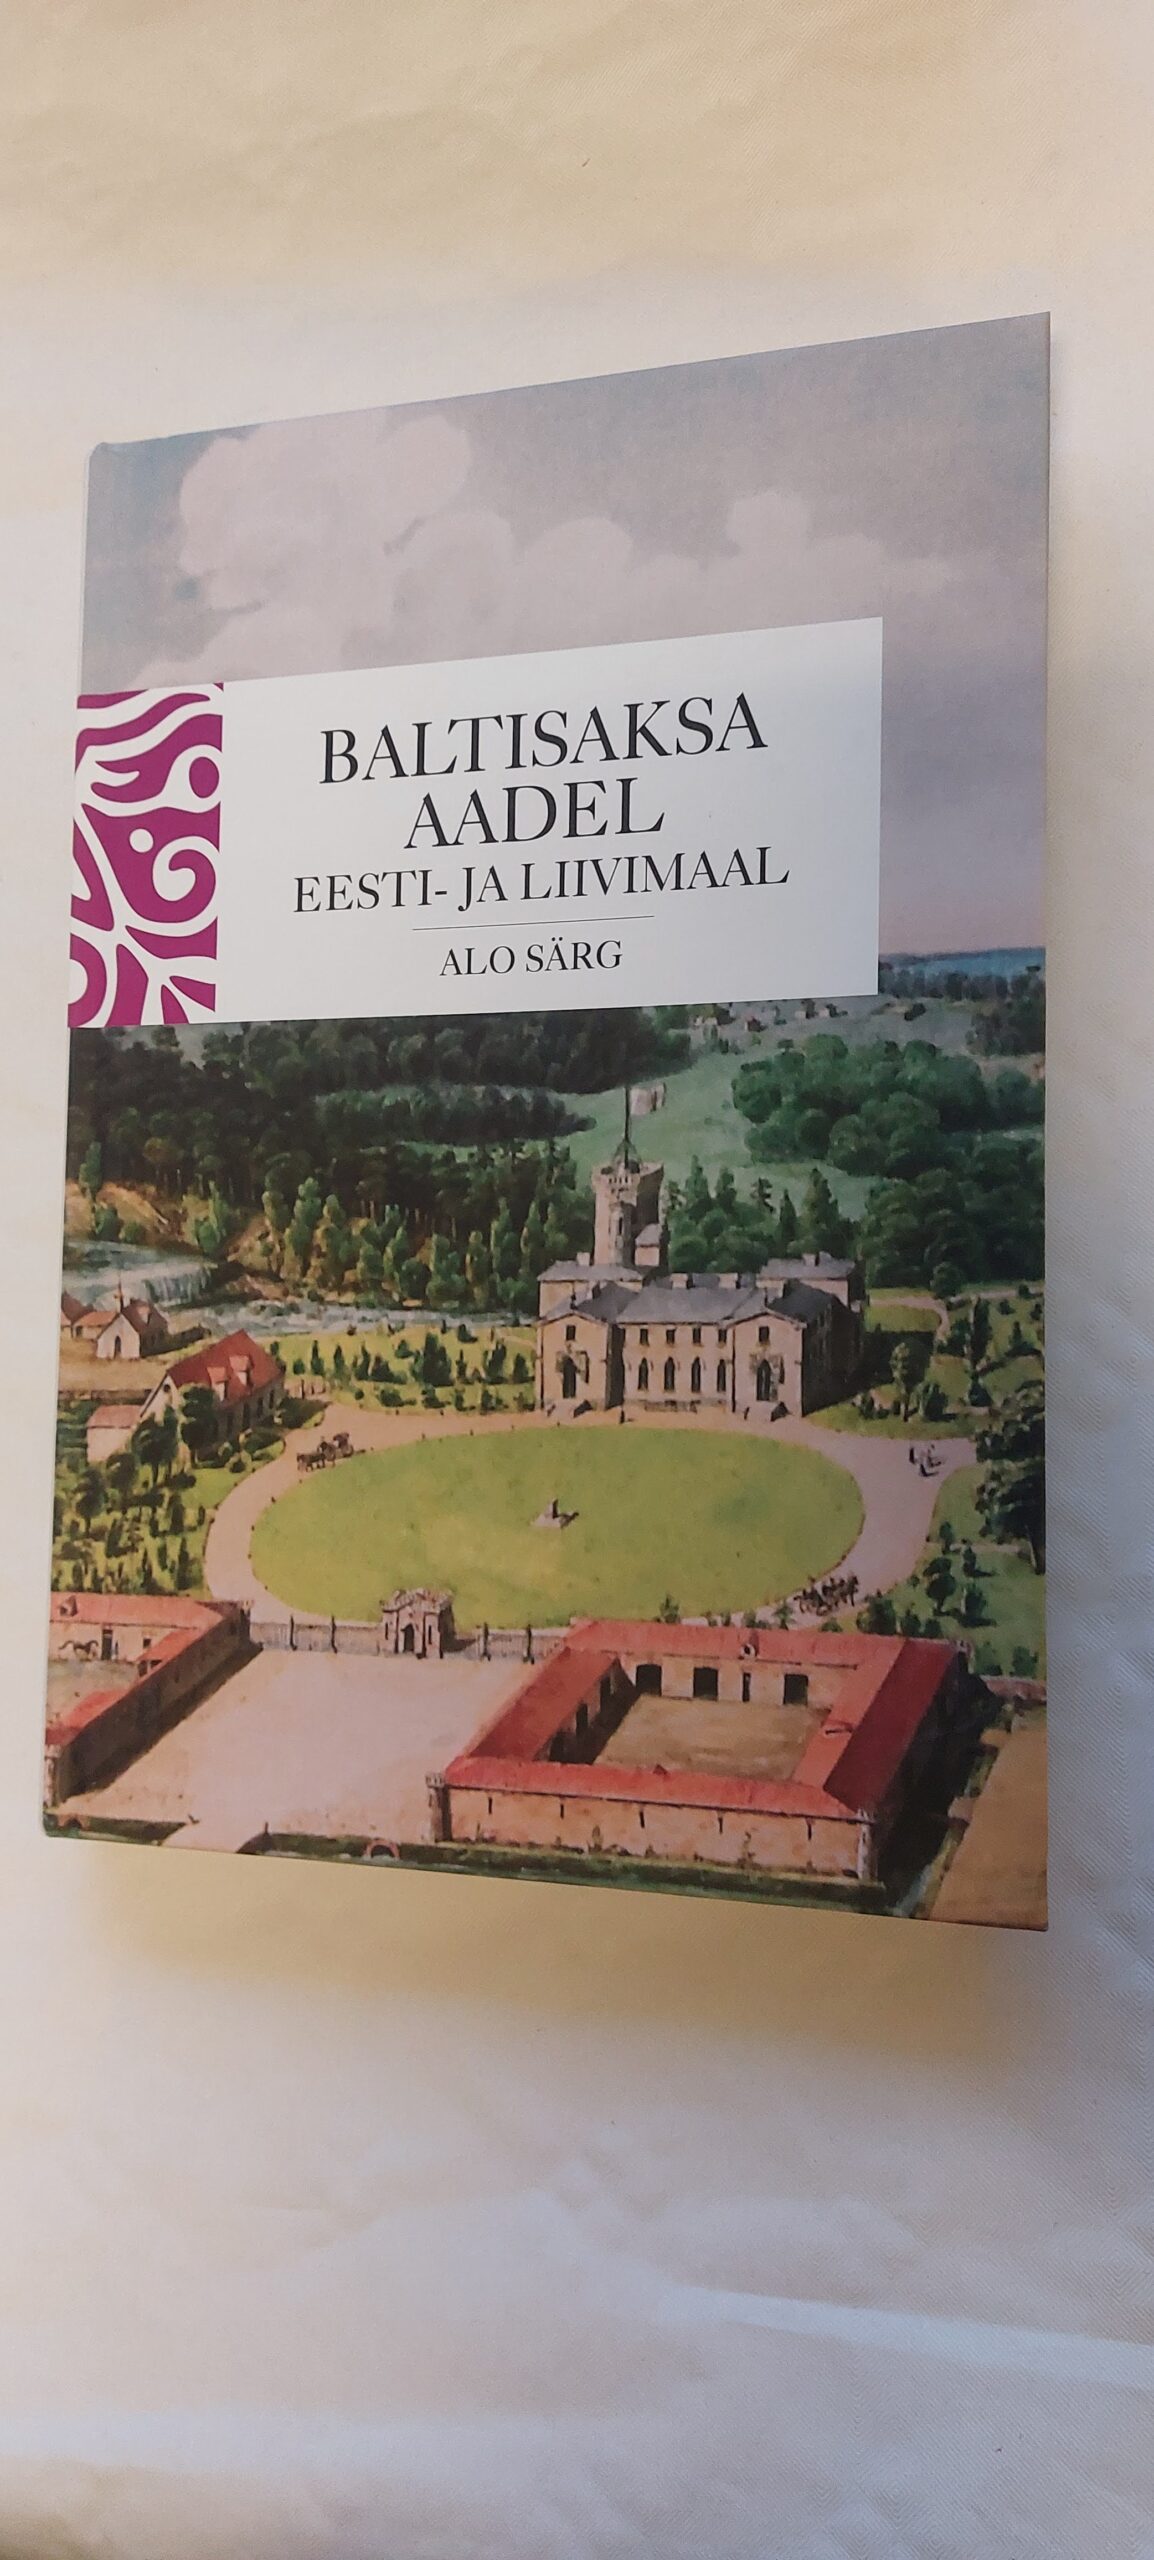 BALTISAKSA
AADEL
EESTI- JA LIIVIMAAL
ALO SÄRG